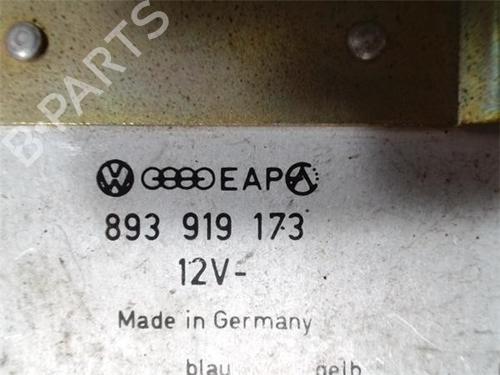 B-PARTS
EAP
893 919 173
12V-
Made in Germany
blau gelb